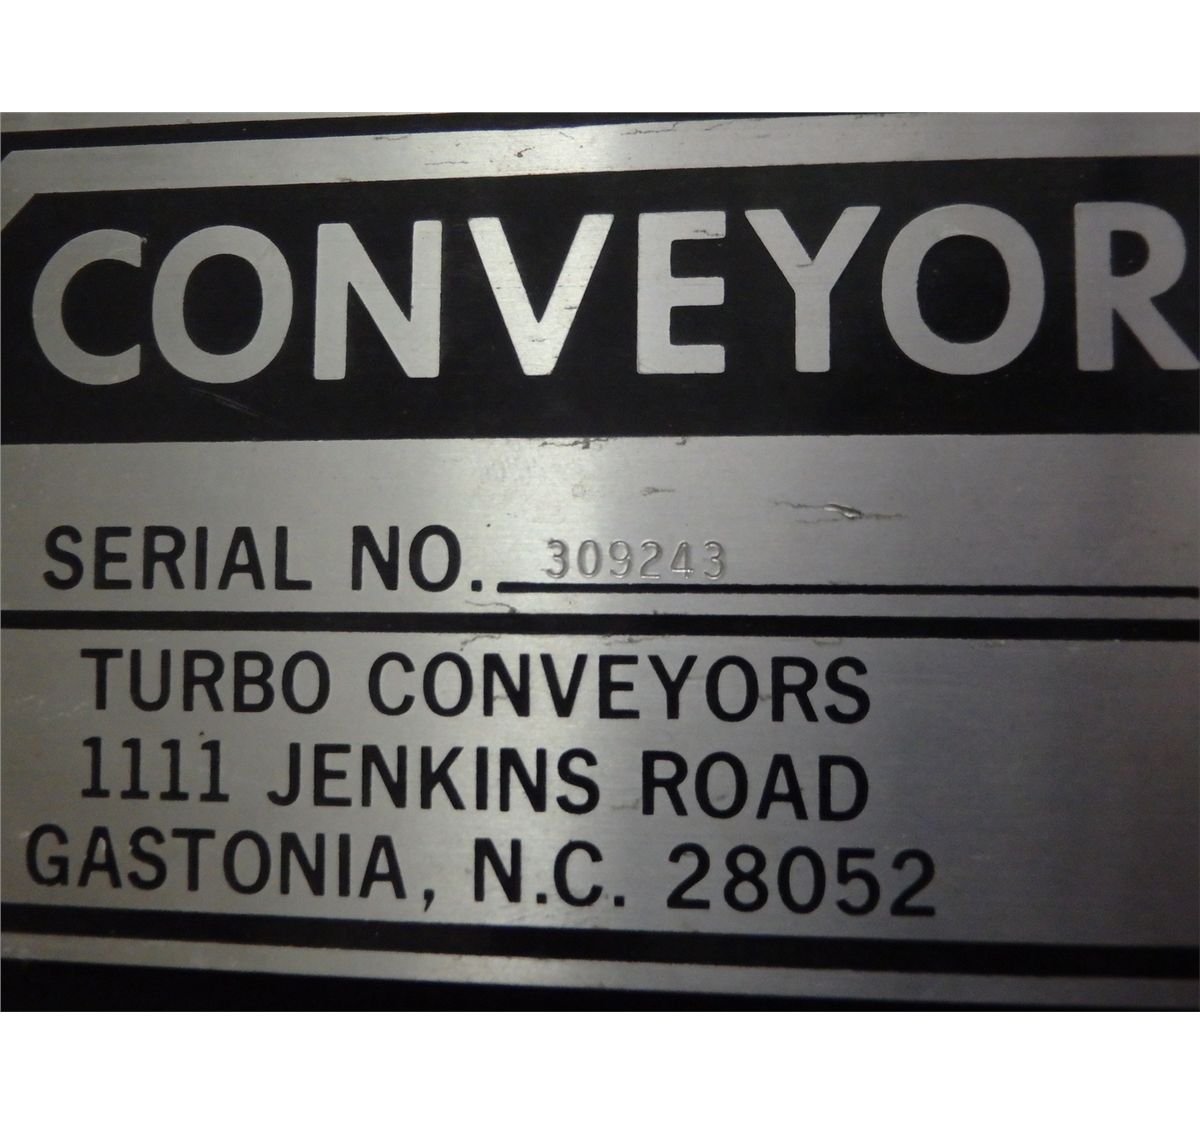 CONVEYOR
SERIAL NO. 309243
TURBO CONVEYORS
1111 JENKINS ROAD
GASTONIA, N.C. 28052